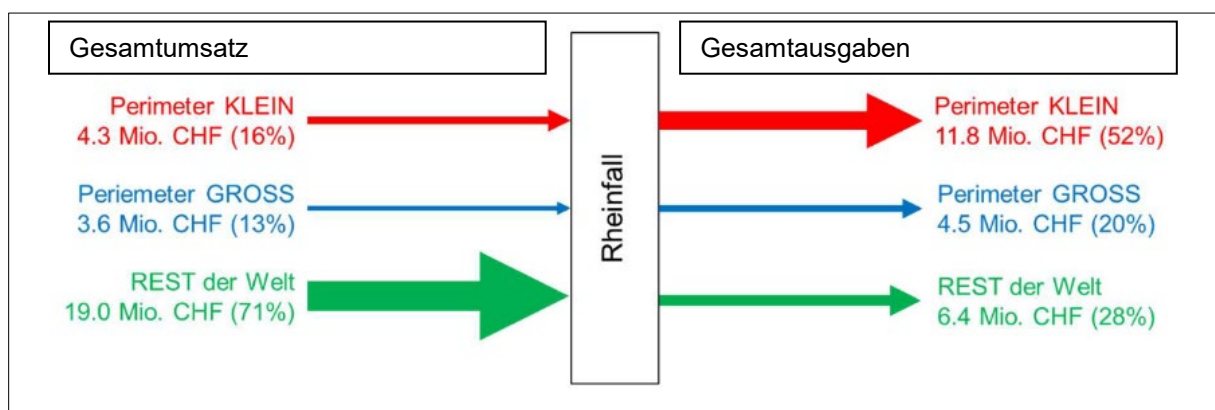 Gesamtumsatz
Perimeter KLEIN
4.3 Mio. CHF (16%)
Periemeter GROSS
3.6 Mio. CHF (13%)
REST der Welt
19.0 Mio. CHF (71%)
Rheinfall
Gesamtausgaben
Perimeter KLEIN
11.8 Mio. CHF (52%)
Perimeter GROSS
4.5 Mio. CHF (20%)
REST der Welt
6.4 Mio. CHF (28%)